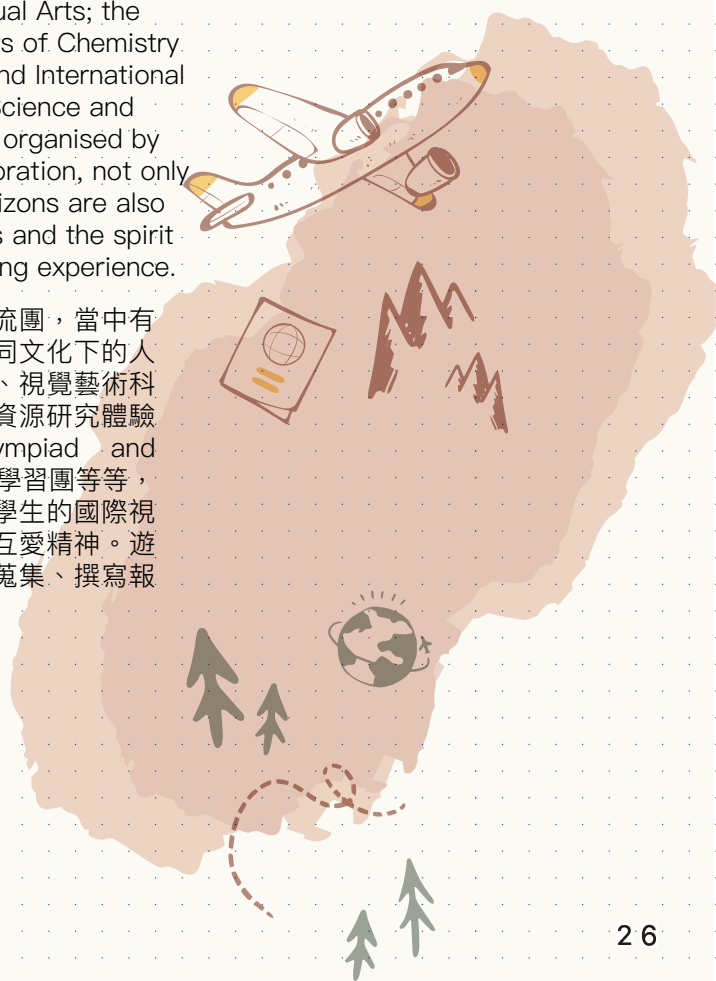 ual Arts; the
s of Chemistry
nd International
Science and
organised by
oration, not only
izons are also
s and the spirit
ng experience.
流團，當中有
同文化下的人
、視覺藝術科
資源研究體驗
ympiad and
學習團等等，
學生的國際視
互愛精神。遊
蒐集、撰寫報
26